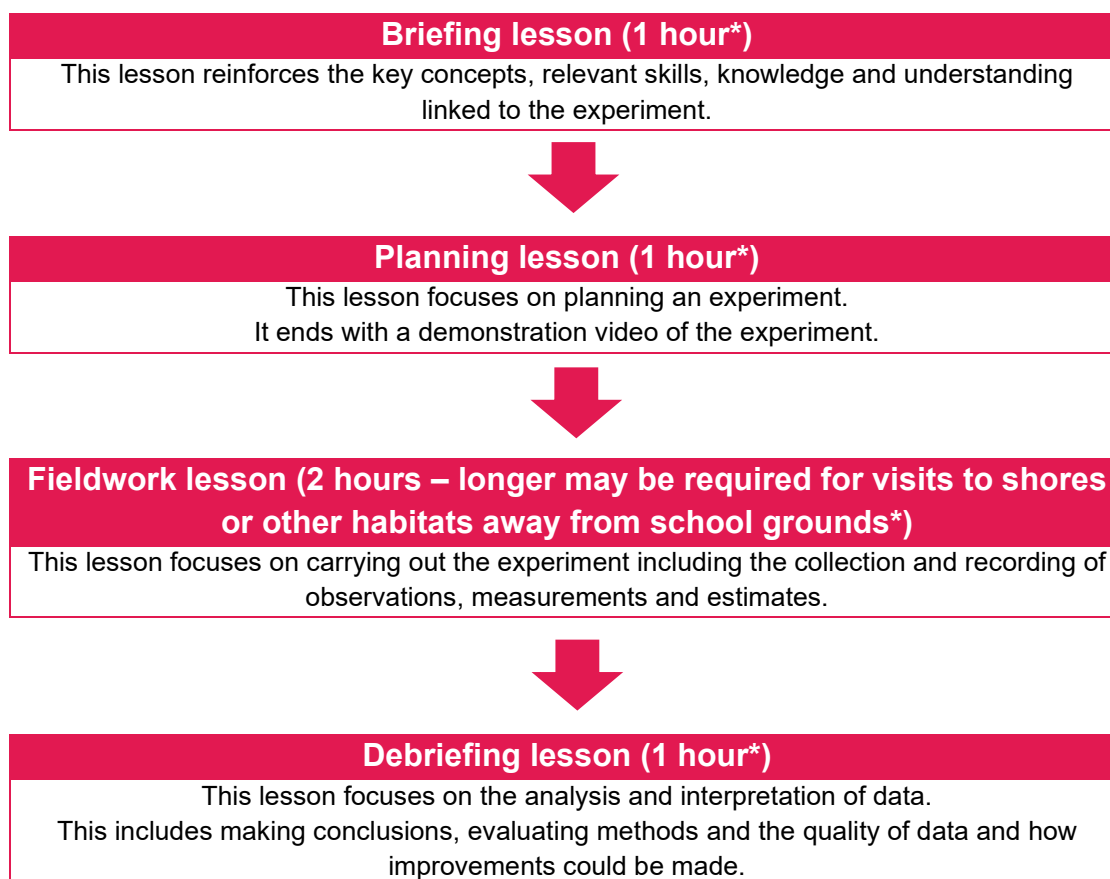 Briefing lesson (1 hour*)
This lesson reinforces the key concepts, relevant skills, knowledge and understanding
linked to the experiment.
Planning lesson (1 hour*)
This lesson focuses on planning an experiment.
It ends with a demonstration video of the experiment.
Fieldwork lesson (2 hours – longer may be required for visits to shores
or other habitats away from school grounds*)
This lesson focuses on carrying out the experiment including the collection and recording of
observations, measurements and estimates.
Debriefing lesson (1 hour*)
This lesson focuses on the analysis and interpretation of data.
This includes making conclusions, evaluating methods and the quality of data and how
improvements could be made.